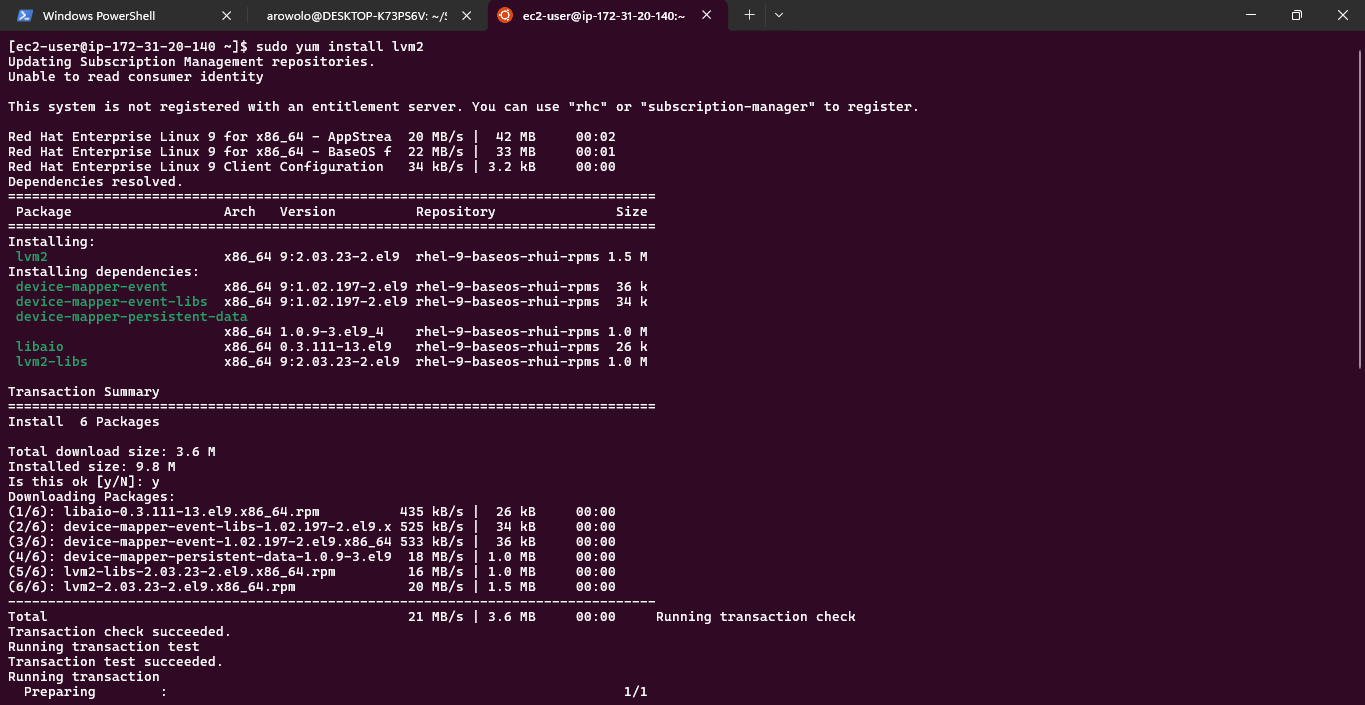 Windows PowerShell
arowolo@DESKTOP-K73PS6V: ~/
ec2-user@ip-172-31-20-140:~
[ec2-user@ip-172-31-20-140 ~]$ sudo yum install lvm2
Updating Subscription Management repositories.
Unable to read consumer identity
This system is not registered with an entitlement server. You can use "rhc" or "subscription-manager" to register.
Red Hat Enterprise Linux 9 for x86_64 - AppStrea  20 MB/s |  42 MB     00:02
Red Hat Enterprise Linux 9 for x86_64 - BaseOS f  22 MB/s |  33 MB     00:01
Red Hat Enterprise Linux 9 Client Configuration   34 kB/s | 3.2 kB     00:00
Dependencies resolved.
================================================================================
 Package                   Arch   Version          Repository               Size
================================================================================
Installing:
 lvm2                      x86_64 9:2.03.23-2.el9  rhel-9-baseos-rhui-rpms 1.5 M
Installing dependencies:
 device-mapper-event       x86_64 9:1.02.197-2.el9 rhel-9-baseos-rhui-rpms  36 k
 device-mapper-event-libs  x86_64 9:1.02.197-2.el9 rhel-9-baseos-rhui-rpms  34 k
 device-mapper-persistent-data
                           x86_64 1.0.9-3.el9_4    rhel-9-baseos-rhui-rpms 1.0 M
 libaio                    x86_64 0.3.111-13.el9   rhel-9-baseos-rhui-rpms  26 k
 lvm2-libs                 x86_64 9:2.03.23-2.el9  rhel-9-baseos-rhui-rpms 1.0 M
Transaction Summary
================================================================================
Install  6 Packages
Total download size: 3.6 M
Installed size: 9.8 M
Is this ok [y/N]: y
Downloading Packages:
(1/6): libaio-0.3.111-13.el9.x86_64.rpm          435 kB/s |  26 kB     00:00
(2/6): device-mapper-event-libs-1.02.197-2.el9.x 525 kB/s |  34 kB     00:00
(3/6): device-mapper-event-1.02.197-2.el9.x86_64 533 kB/s |  36 kB     00:00
(4/6): device-mapper-persistent-data-1.0.9-3.el9  18 MB/s | 1.0 MB     00:00
(5/6): lvm2-libs-2.03.23-2.el9.x86_64.rpm         16 MB/s | 1.0 MB     00:00
(6/6): lvm2-2.03.23-2.el9.x86_64.rpm              20 MB/s | 1.5 MB     00:00
--------------------------------------------------------------------------------
Total                                             21 MB/s | 3.6 MB     00:00     Running transaction check
Transaction check succeeded.
Running transaction test
Transaction test succeeded.
Running transaction
  Preparing        :                                                         1/1